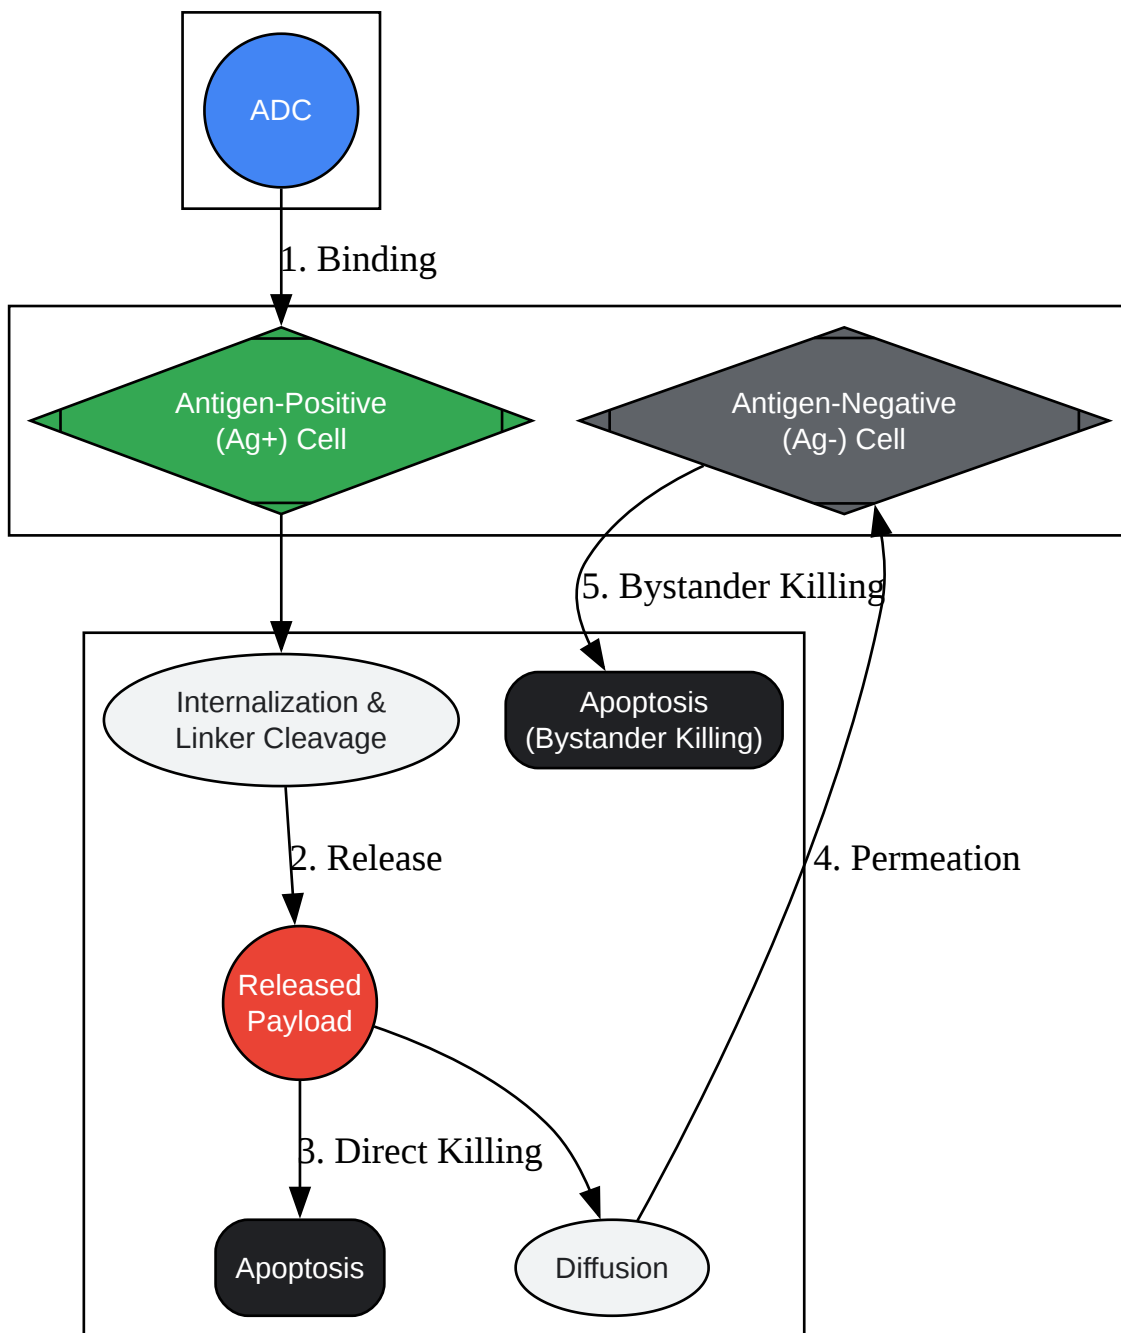 ADC
1. Binding
Antigen-Positive
(Ag+) Cell
Antigen-Negative
(Ag-) Cell
5. Bystander Killing
Internalization &
Linker Cleavage
Apoptosis
(Bystander Killing)
2. Release
4. Permeation
Released
Payload
3. Direct Killing
Apoptosis
Diffusion